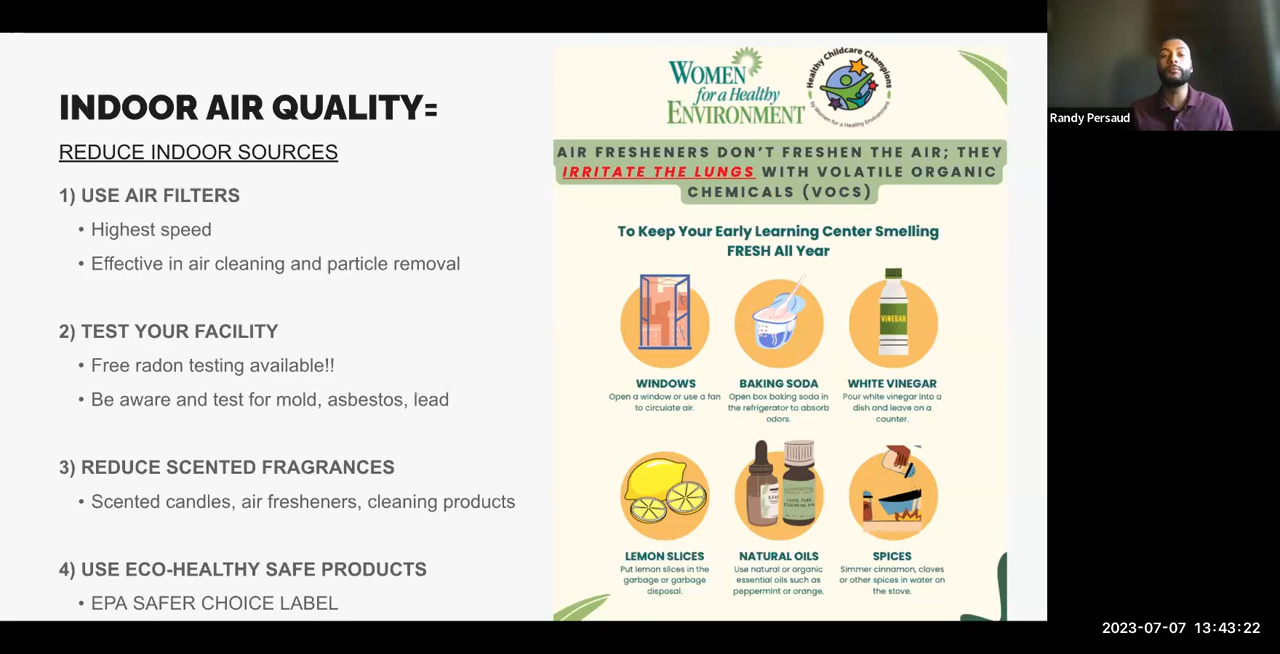 INDOOR AIR QUALITY=
REDUCE INDOOR SOURCES
1) USE AIR FILTERS
• Highest speed
• Effective in air cleaning and particle removal
2) TEST YOUR FACILITY
• Free radon testing available!!
• Be aware and test for mold, asbestos, lead
3) REDUCE SCENTED FRAGRANCES
• Scented candles, air fresheners, cleaning products
4) USE ECO-HEALTHY SAFE PRODUCTS
• EPA SAFER CHOICE LABEL
WOMEN
for a Healthy
ENVIRONMENT
Healthy Childcare Champions
by Women for a Healthy Environment
AIR FRESHENERS DON'T FRESHEN THE AIR; THEY
IRRITATE THE LUNGS WITH VOLATILE ORGANIC
CHEMICALS (VOCS)
To Keep Your Early Learning Center Smelling
FRESH All Year
WINDOWS
Open a window or use a fan
to circulate air.
BAKING SODA
Open box baking soda in
the refrigerator to absorb
odors.
VINEGAR
WHITE VINEGAR
Pour white vinegar into a
dish and leave on a
counter.
LEMON SLICES
Put lemon slices in the
garbage or garbage
disposal.
NATURAL OILS
Use natural or organic
essential oils such as
peppermint or orange.
SPICES
Simmer cinnamon, cloves
or other spices in water on
the stove.
Randy Persaud
2023-07-07 13:43:22